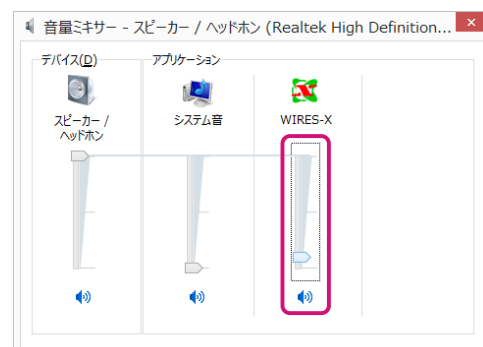 音量ミキサー - スピーカー / ヘッドホン (Realtek High Definition...
デバイス(D)
アプリケーション
スピーカー /
ヘッドホン
システム音
WIRES-X